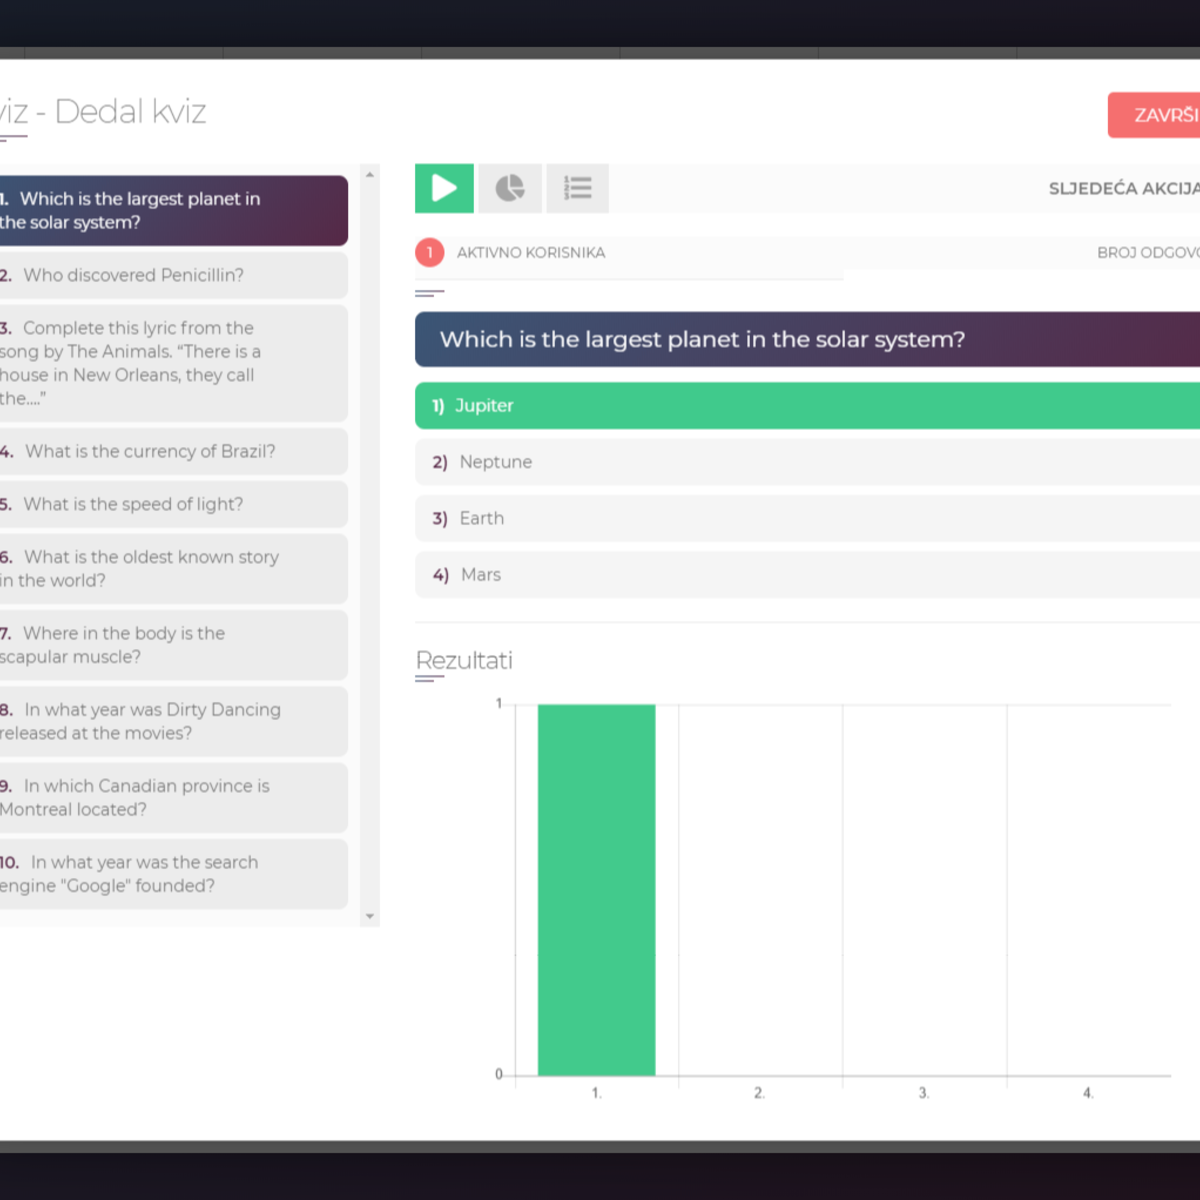 viz - Dedal kviz
ZAVRŠI
1. Which is the largest planet in
the solar system?
2. Who discovered Penicillin?
3. Complete this lyric from the
song by The Animals. “There is a
house in New Orleans, they call
the....”
4. What is the currency of Brazil?
5. What is the speed of light?
6. What is the oldest known story
in the world?
7. Where in the body is the
scapular muscle?
8. In what year was Dirty Dancing
released at the movies?
9. In which Canadian province is
Montreal located?
10. In what year was the search
engine "Google" founded?
SLJEDEĆA AKCIJA
1 AKTIVNO KORISNIKA
BROJ ODGOVO
Which is the largest planet in the solar system?
1) Jupiter
2) Neptune
3) Earth
4) Mars
Rezultati
1
0
1. 2. 3. 4.